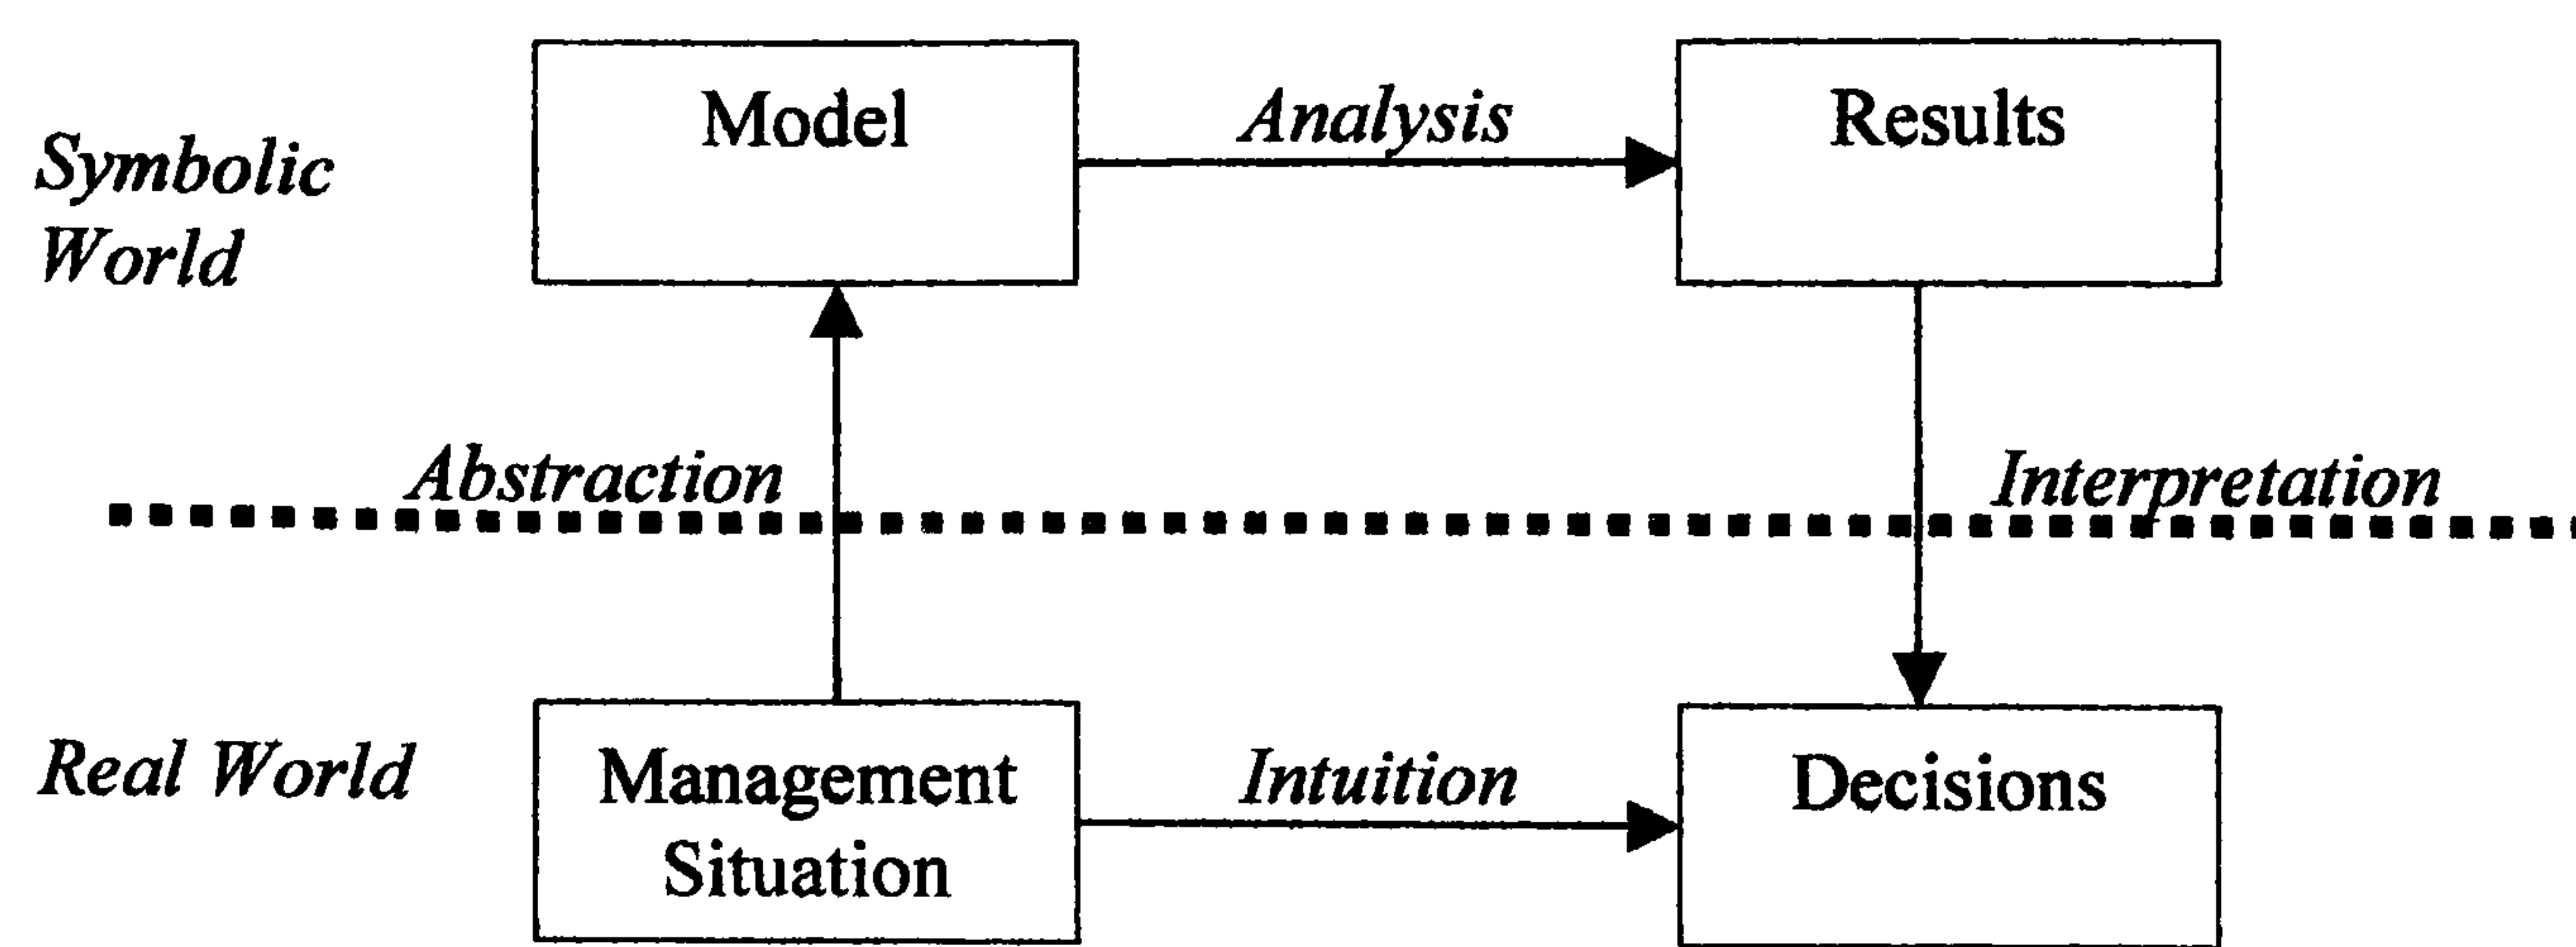 Model
Analysis
Results
Symbolic
World
Abstraction
Interpretation
Real World
Management
Situation
Intuition
Decisions